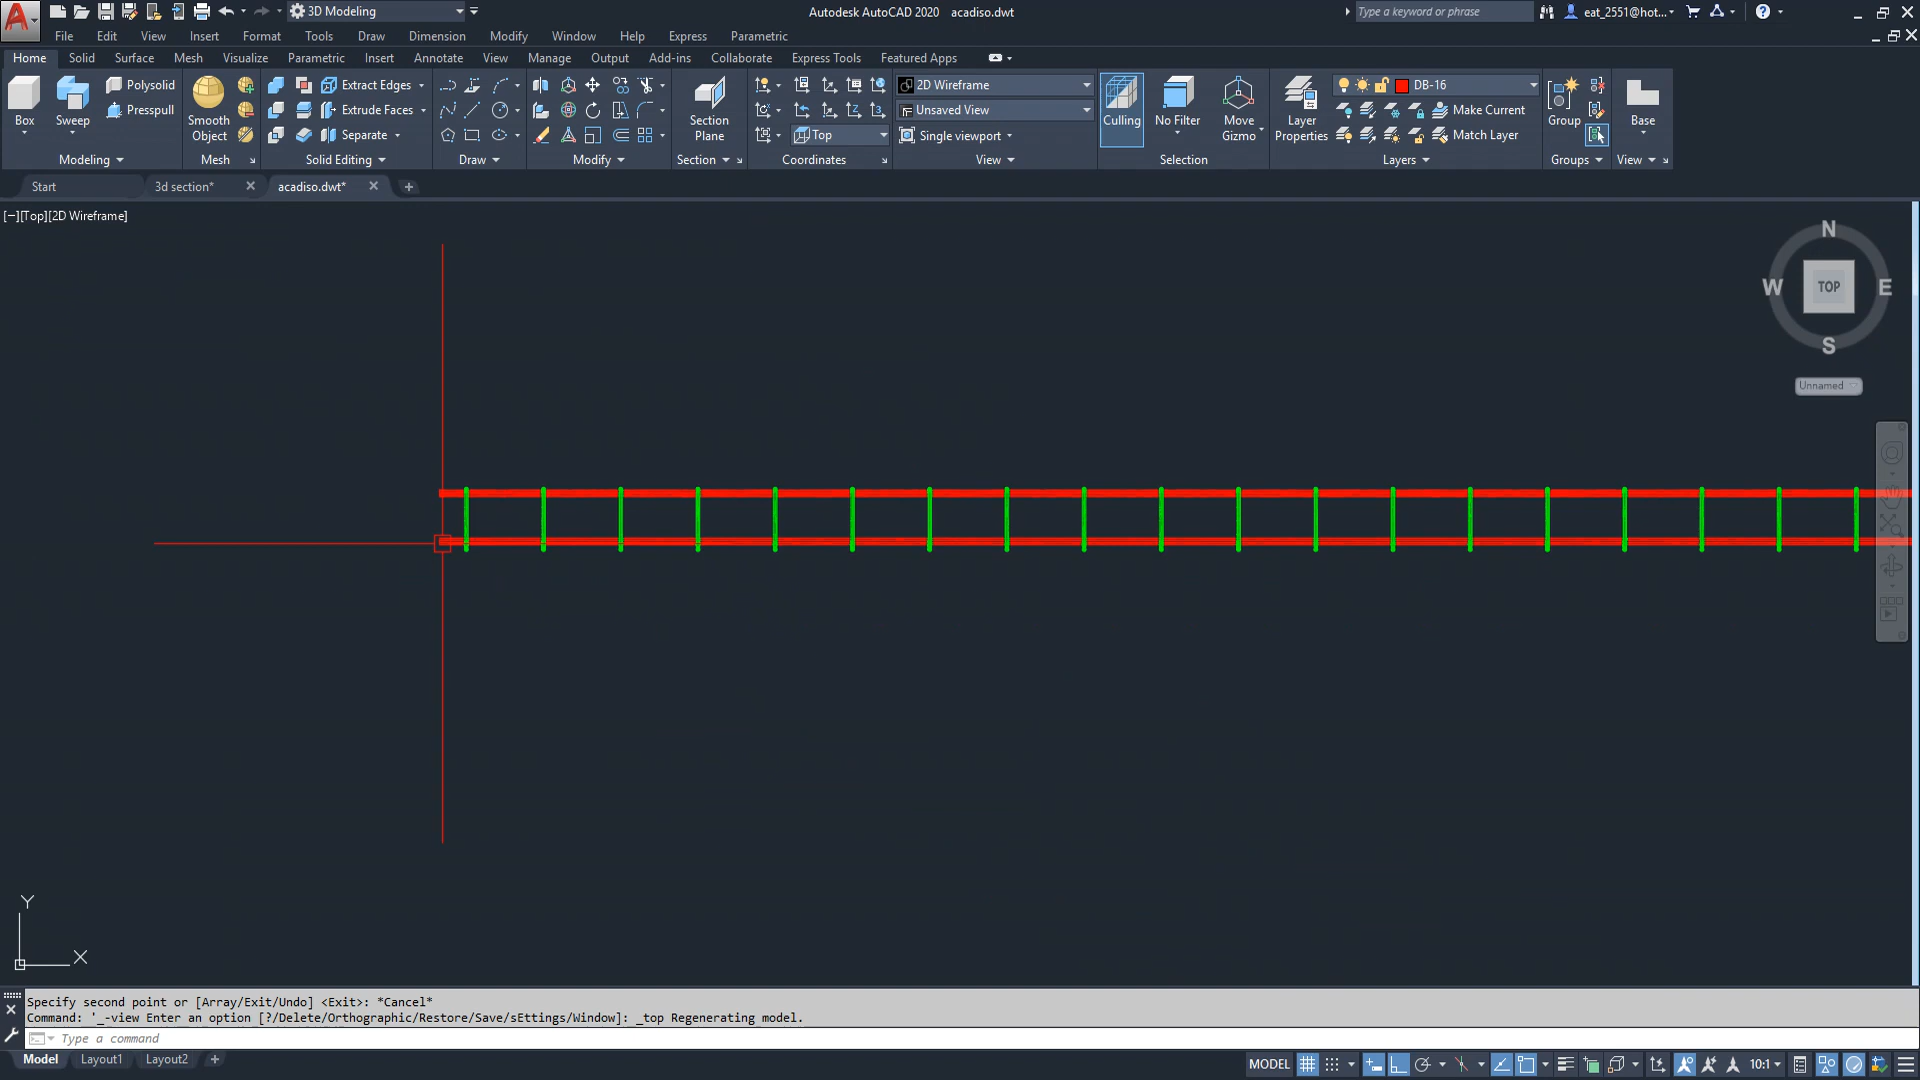 3D Modeling
Autodesk AutoCAD 2020 acadiso.dwt
Type a keyword or phrase
eat_2551@hot...
File Edit View Insert Format Tools Draw Dimension Modify Window Help Express Parametric
Home Solid Surface Mesh Visualize Parametric Insert Annotate View Manage Output Add-ins Collaborate Express Tools Featured Apps
Box
Sweep
Polysolid
Presspull
Modeling
Smooth
Object
Mesh
Extract Edges
Extrude Faces
Separate
Solid Editing
Draw
Modify
Section
Plane
Section
Top
Coordinates
2D Wireframe
Unsaved View
Single viewport
View
Culling
No Filter
Move
Gizmo
Selection
Layer
Properties
DB-16
Make Current
Match Layer
Layers
Group
Groups
Base
View
Start
3d section*
acadiso.dwt*
[−][Top][2D Wireframe]
N
W
TOP
E
S
Unnamed
Y
X
Specify second point or [Array/Exit/Undo] <Exit>: *Cancel*
Command: '_-view Enter an option [?/Delete/Orthographic/Restore/Save/sEttings/Window]: _top Regenerating model.
Type a command
Model Layout1 Layout2
MODEL
10:1